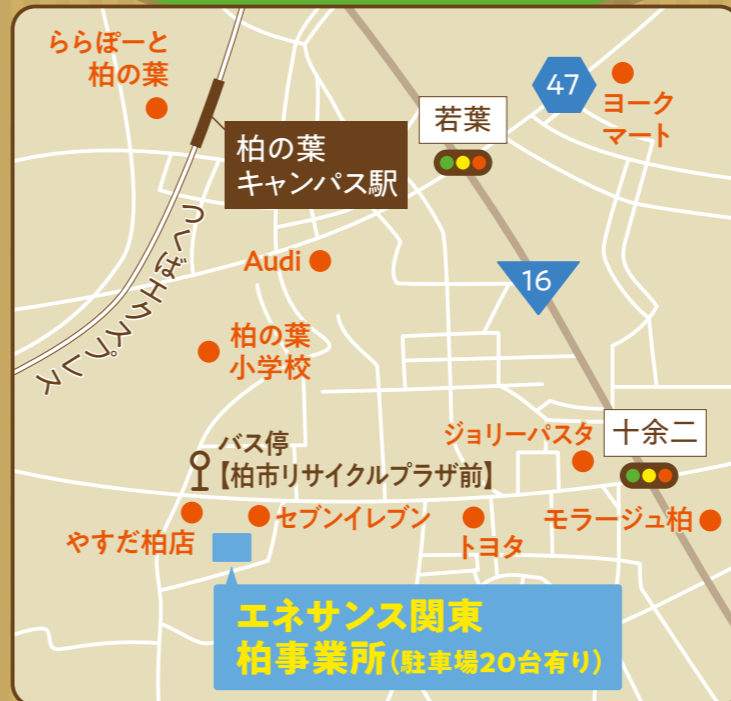 ららぽーと
柏の葉
47
ヨーク
マート
若葉
柏の葉
キャンパス駅
つくばエクスプレス
Audi
16
柏の葉
小学校
ジョリーパスタ
十余二
バス停
【柏市リサイクルプラザ前】
やすだ柏店
セブンイレブン
トヨタ
モラージュ柏
エネサンス関東
柏事業所(駐車場20台有り)